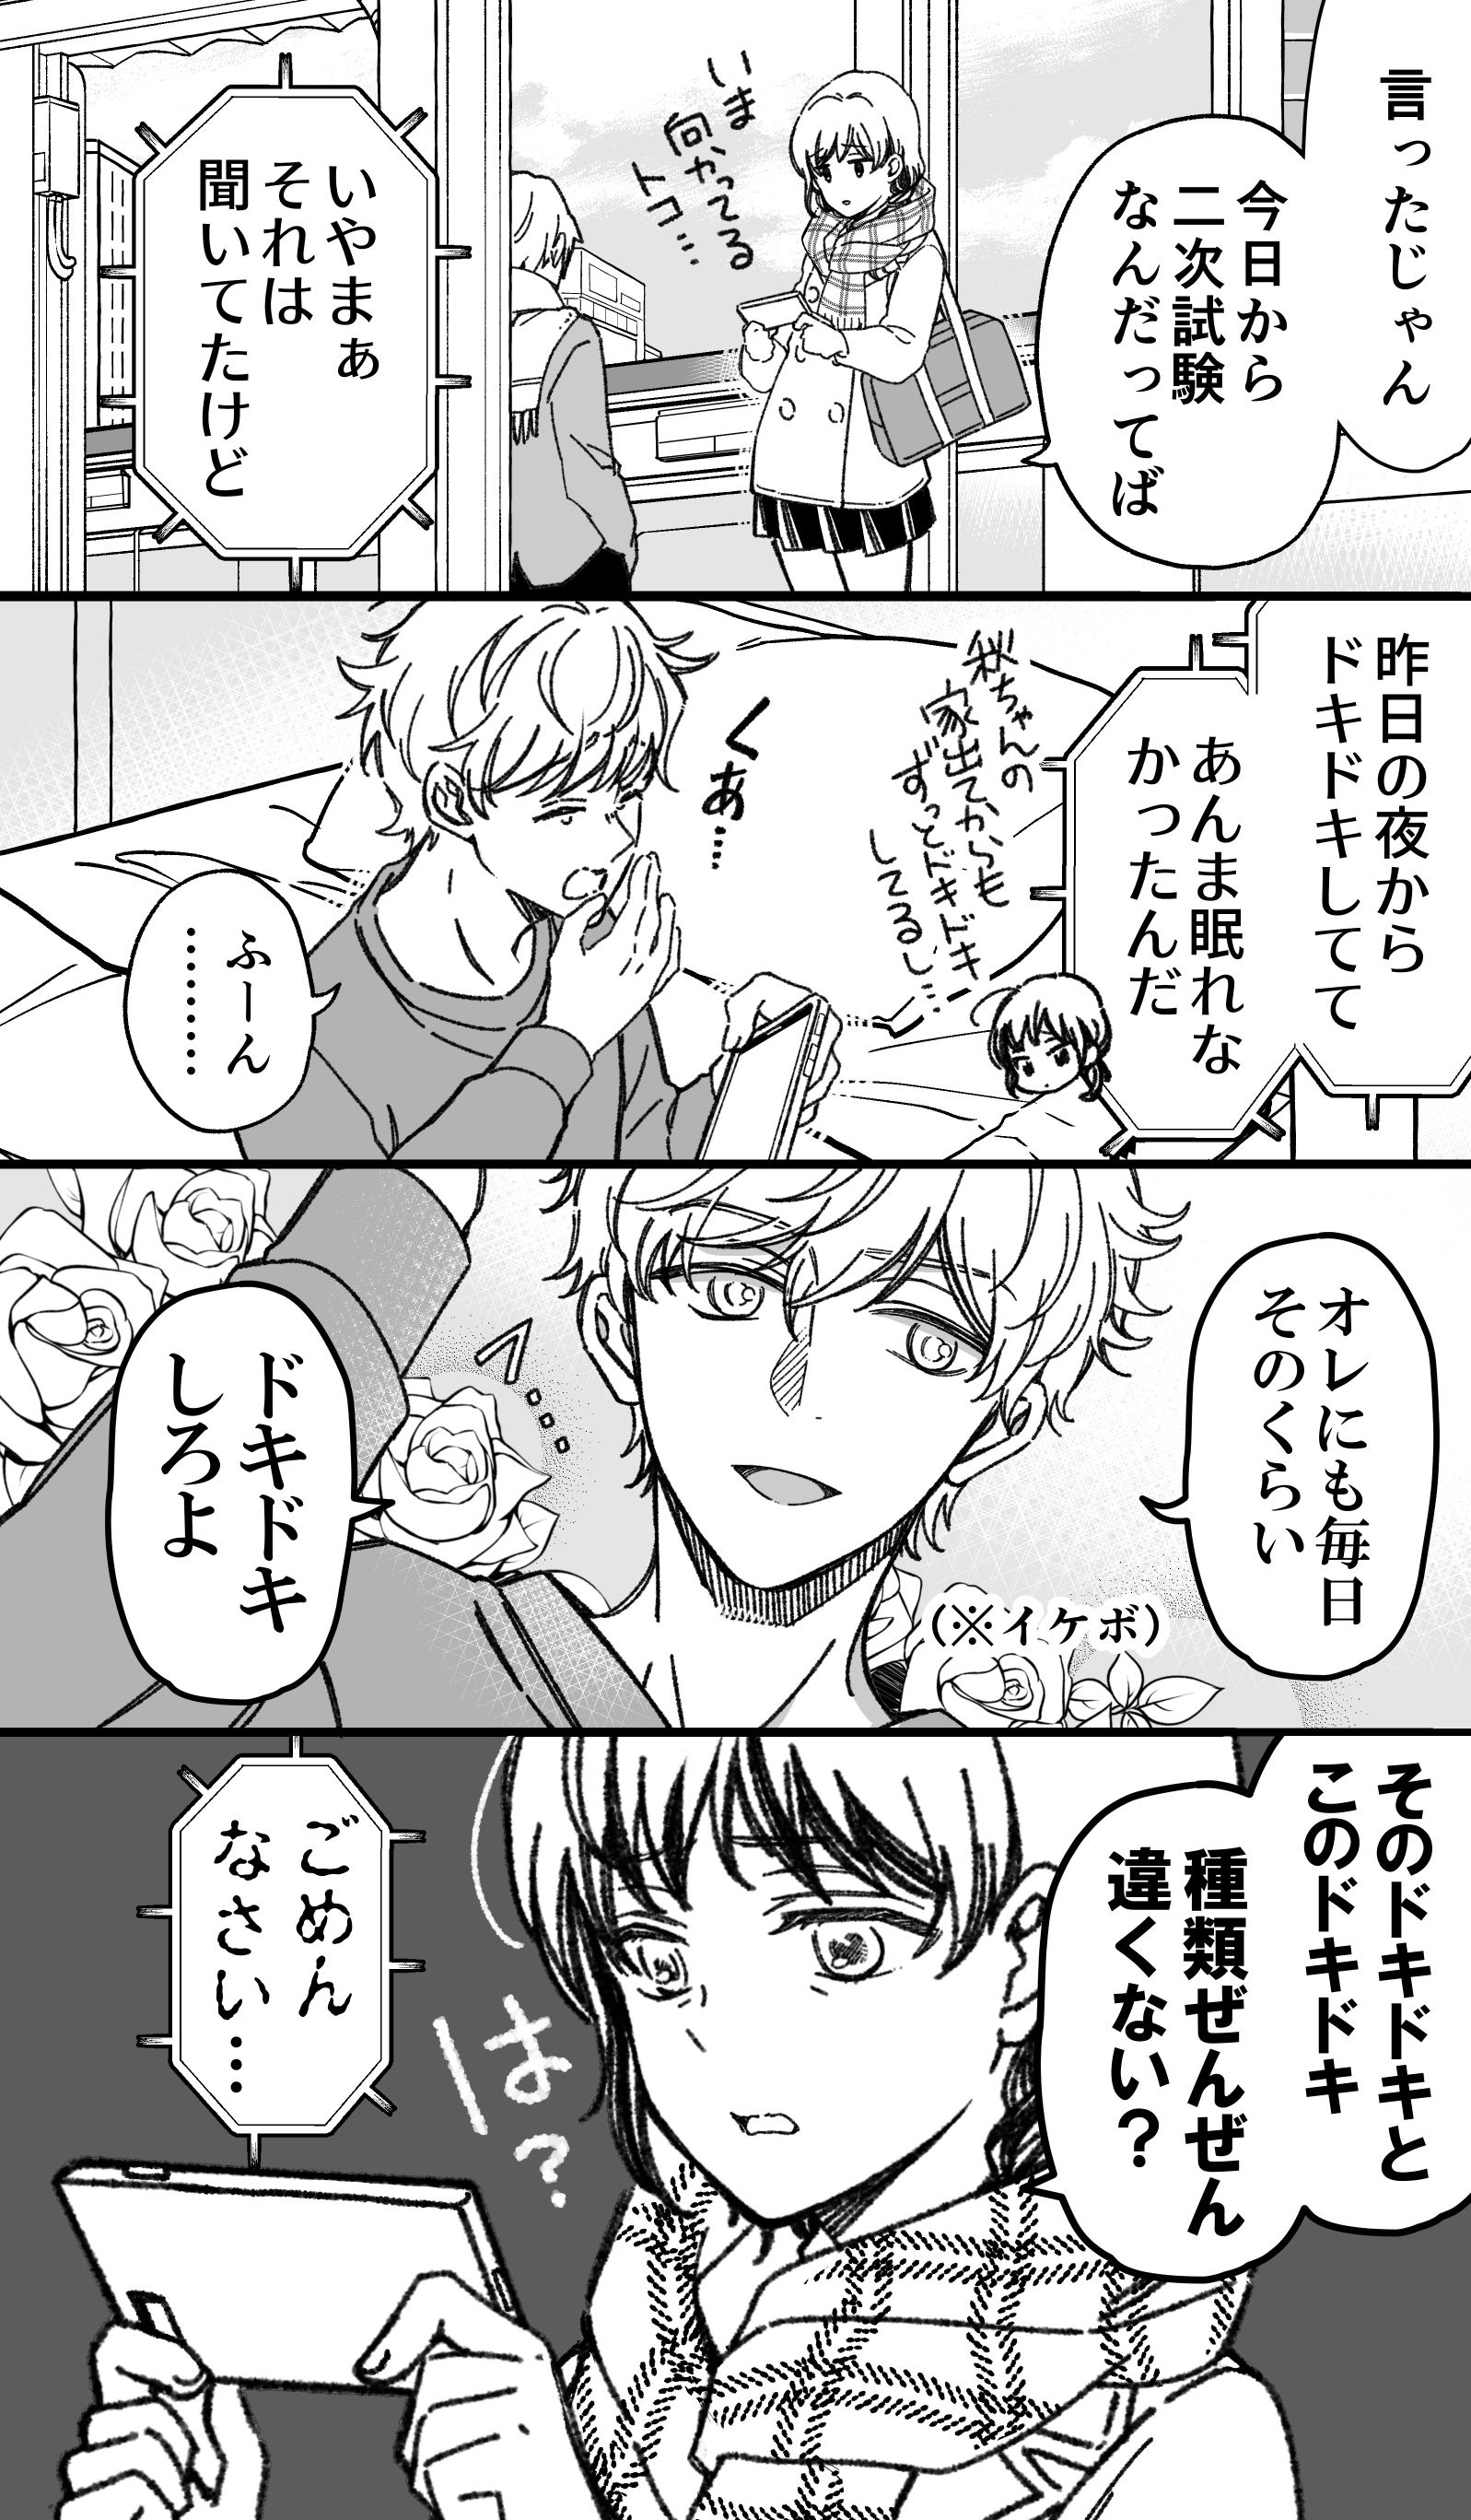 言ったじゃん
今日から
二次試験
なんだってば
いま
向かってる
トコ…
いやまぁ
それは
聞いてたけど
昨日の夜から
ドキドキしてて
あんま眠れな
かったんだ
秋ちゃんの
家出てからも
ずっとドキドキ
してるし…
くあ…
ふーん
………
オレにも毎日
そのくらい
(※イケボ)
フ…
ドキドキ
しろよ
そのドキドキと
このドキドキ
種類ぜんぜん
違くない?
は?
ごめん
なさい…